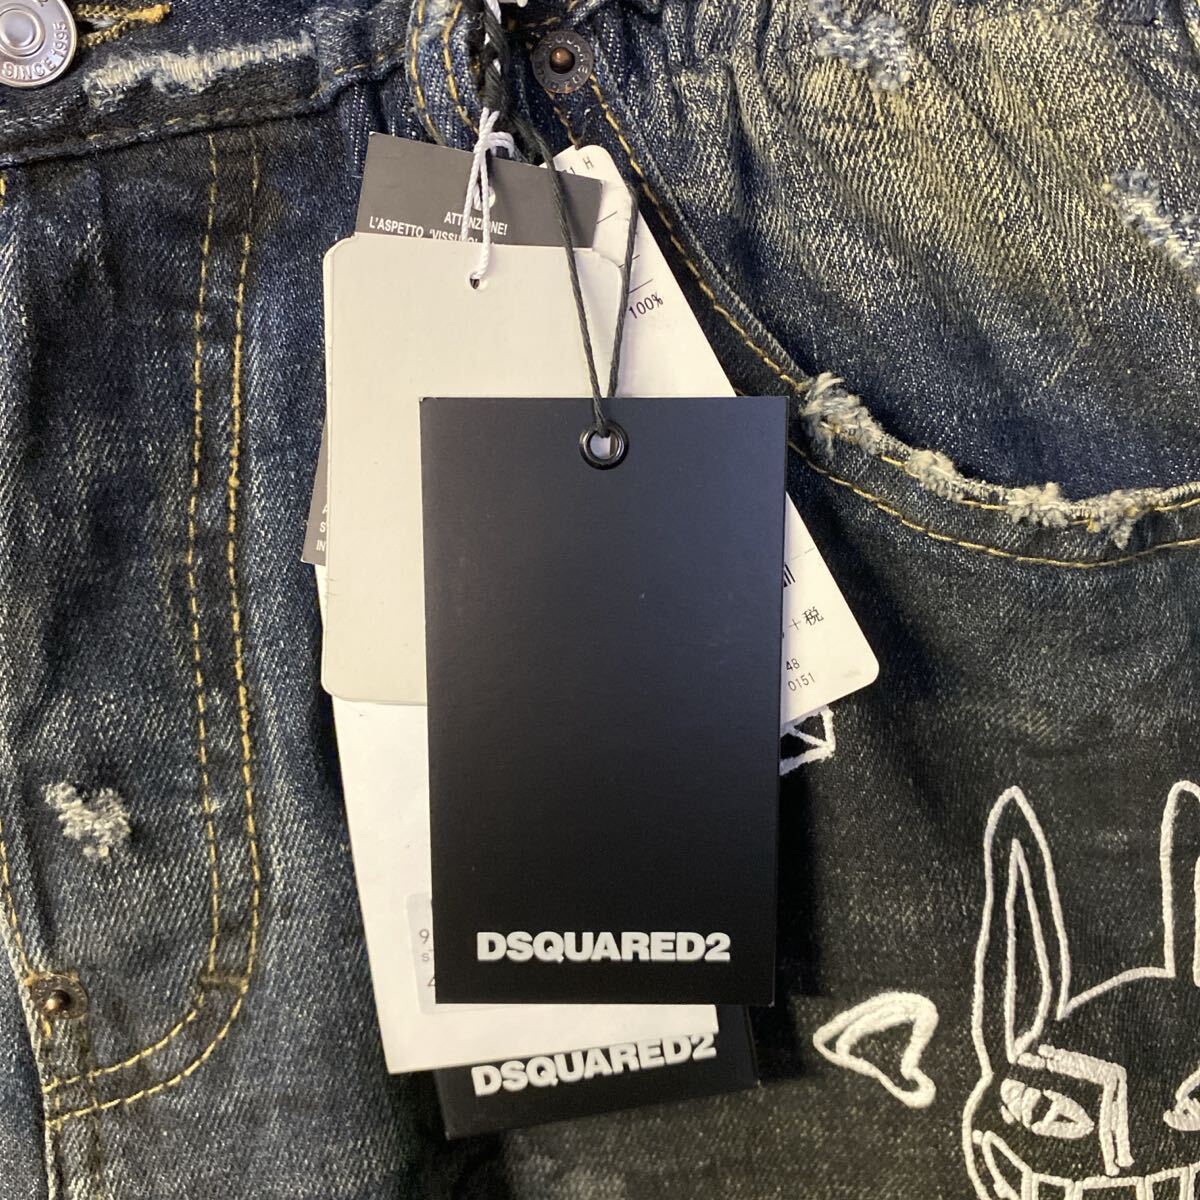 SINCE 1995
H
ATTENZIONE!
L'ASPETTO
100%
+税
48
0151
DSQUARED2
DSQUARED2